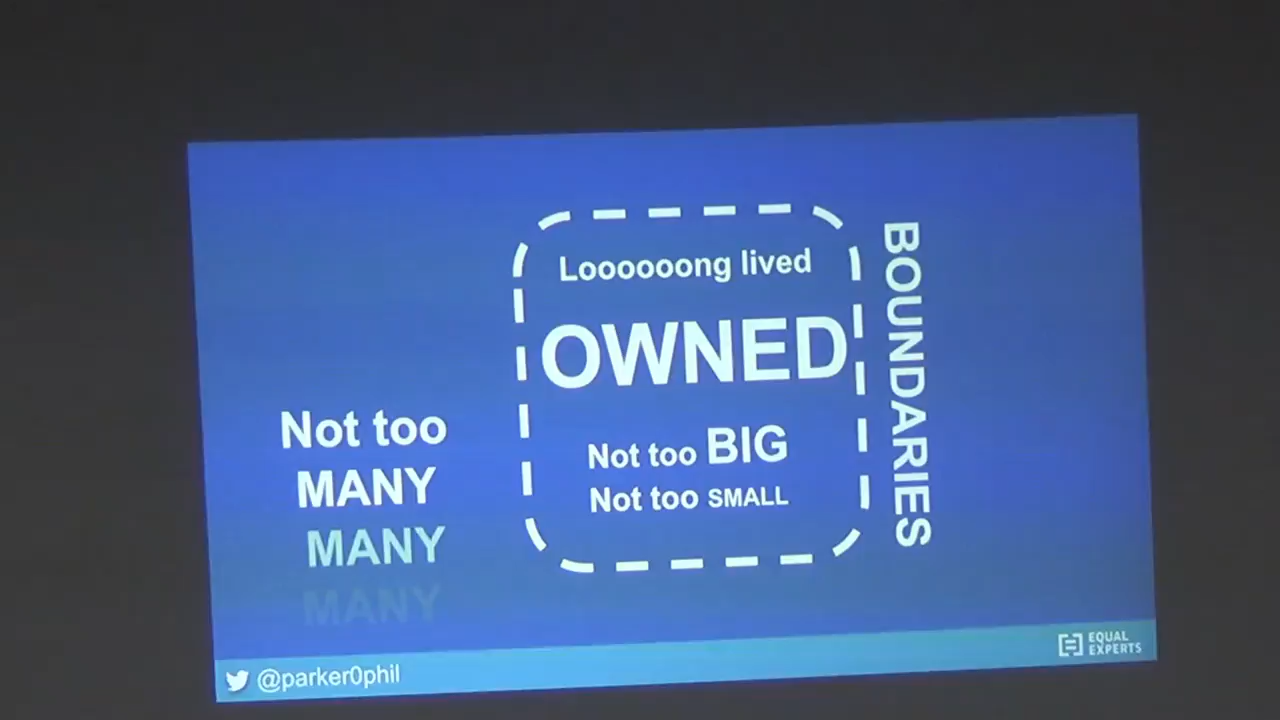 Loooooong lived
OWNED
Not too BIG
Not too SMALL
BOUNDARIES
Not too
MANY
MANY
MANY
@parker0phil
EQUAL
EXPERTS